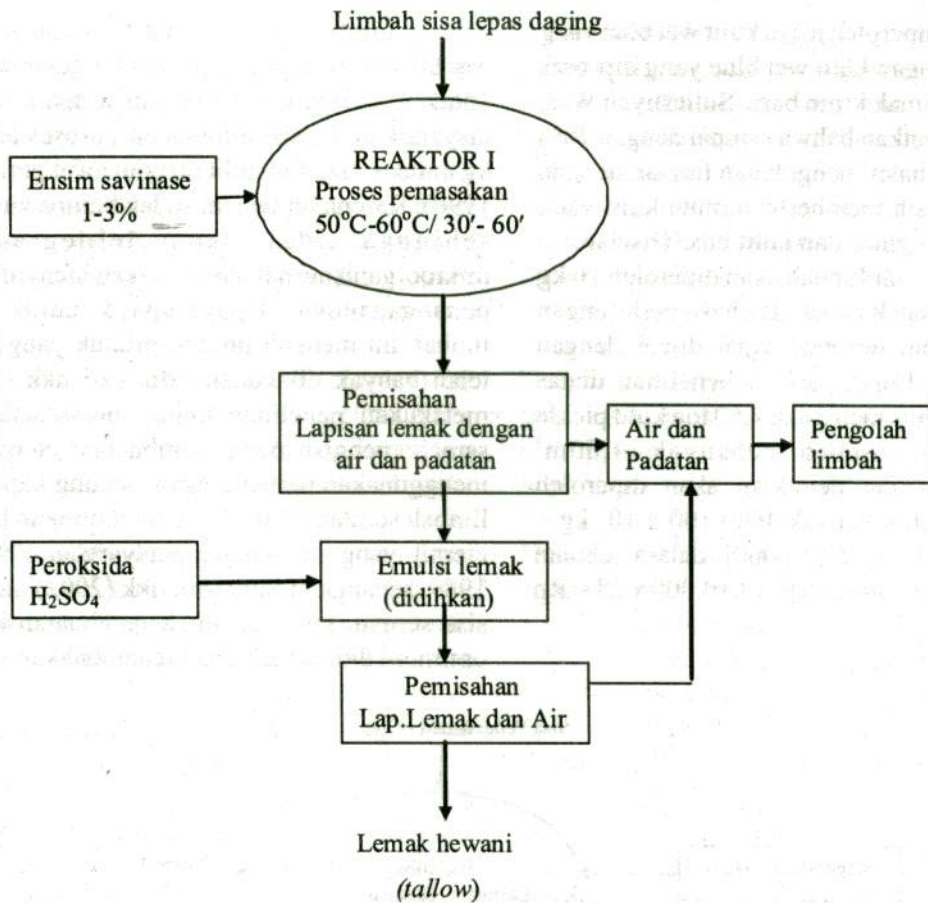 Limbah sisa lepas daging
REAKTOR I
Proses pemasakan
50°C-60°C/ 30'- 60'
Ensim savinase
1-3%
Pemisahan
Lapisan lemak dengan
air dan padatan
Air dan
Padatan
Pengolah
limbah
Peroksida
H₂SO₄
Emulsi lemak
(didihkan)
Pemisahan
Lap.Lemak dan Air
Lemak hewani
(tallow)